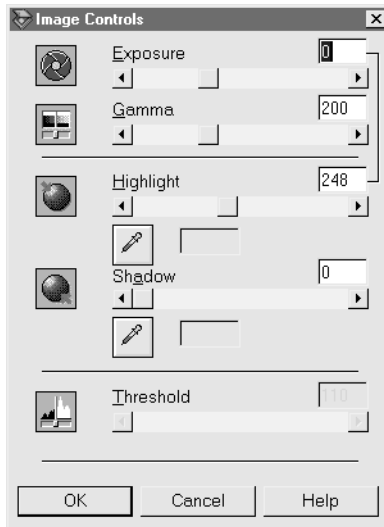 Image Controls
Exposure 0
Gamma 200
Highlight 248
Shadow 0
Threshold 110
OK Cancel Help